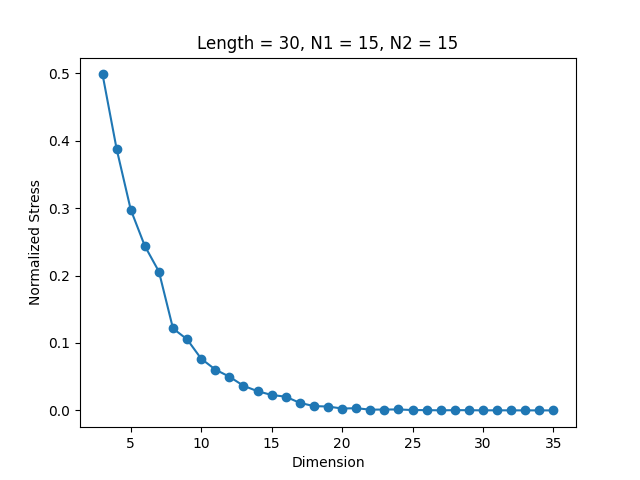 Length = 30, N1 = 15, N2 = 15
0.5
0.4
0.3
0.2
0.1
0.0
Normalized Stress
5 10 15 20 25 30 35
Dimension